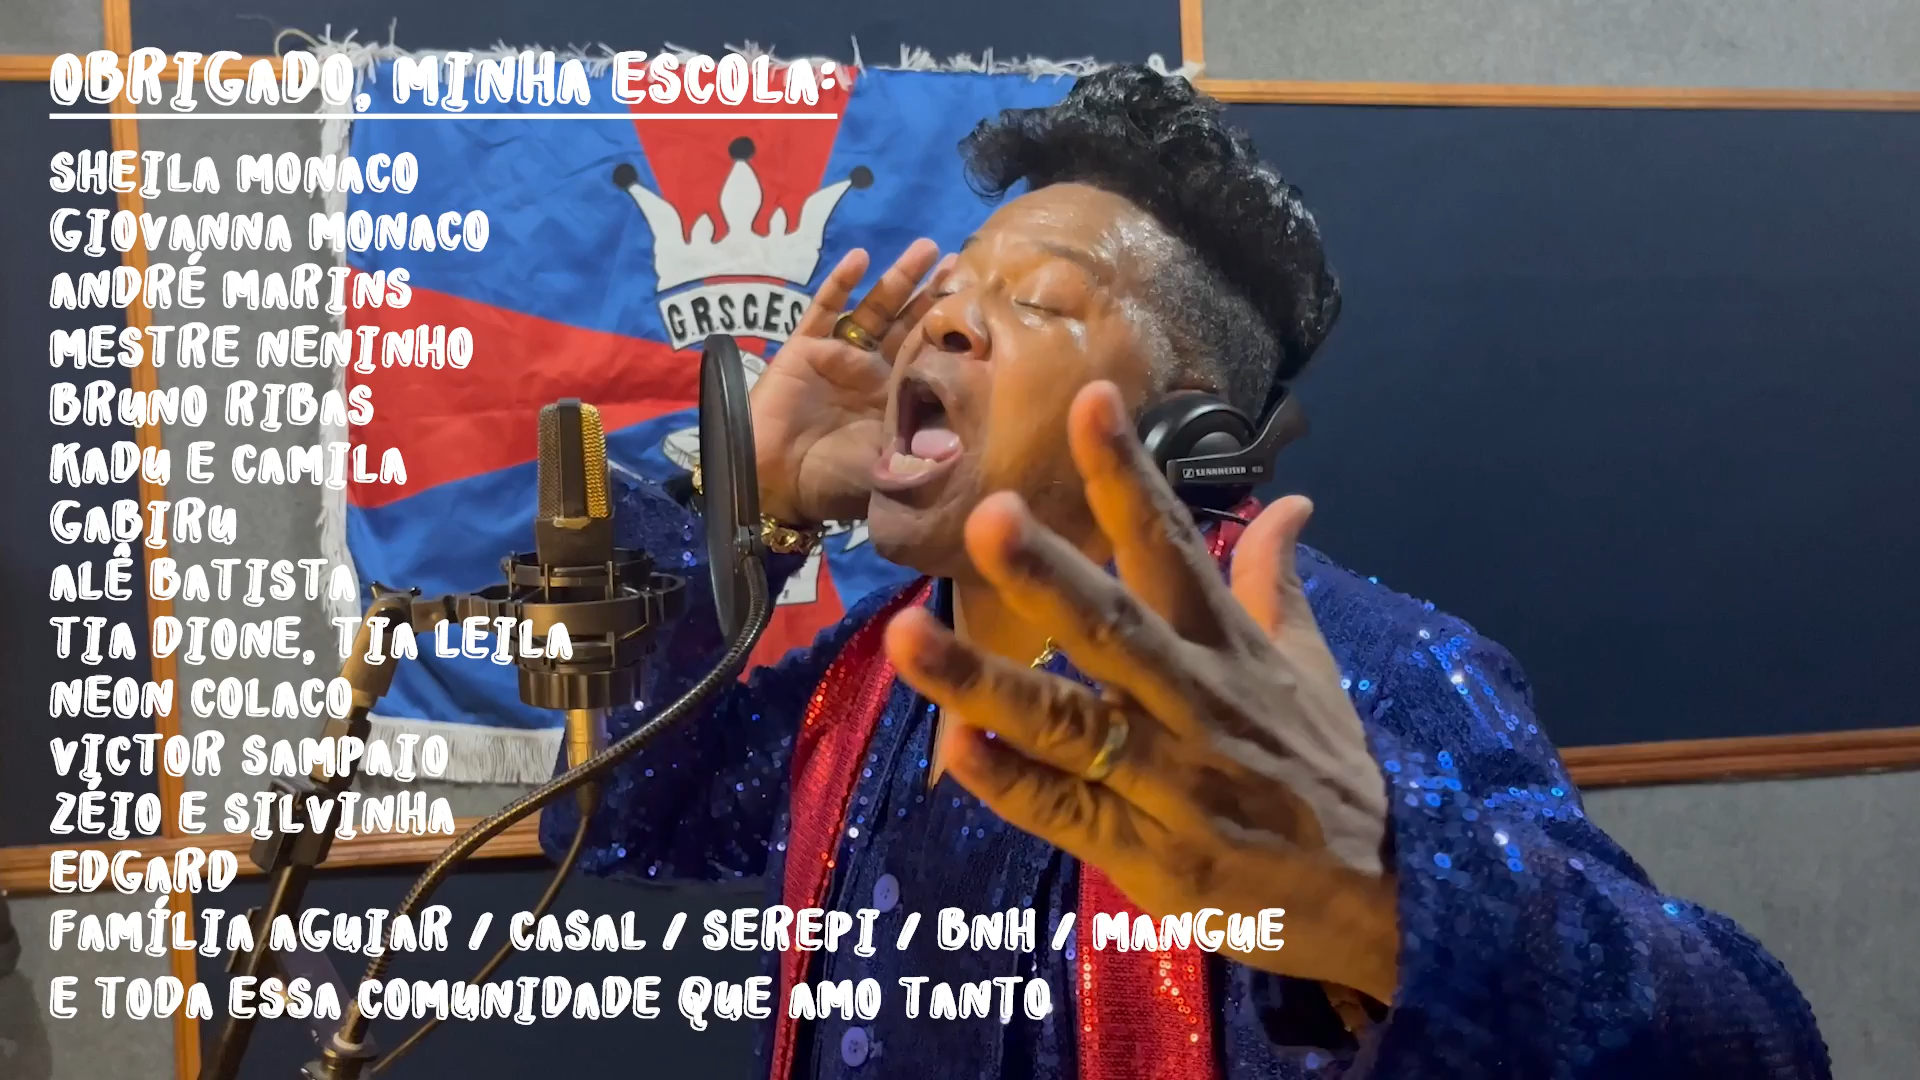 OBRIGADO, MINHA ESCOLA:
SHEILA MONACO
GIOVANNA MONACO
ANDRÉ MARINS
MESTRE NENINHO
BRUNO RIBAS
KADU E CAMILA
GABIRU
ALÊ BATISTA
TIA DIONE, TIA LEILA
NEON COLACO
VICTOR SAMPAIO
ZÉIO E SILVINHA
EDGARD
FAMÍLIA AGUIAR / CASAL / SEREPI / BNH / MANGUE
E TODA ESSA COMUNIDADE QUE AMO TANTO
G.R.S.C.E.S
SENNHEISER